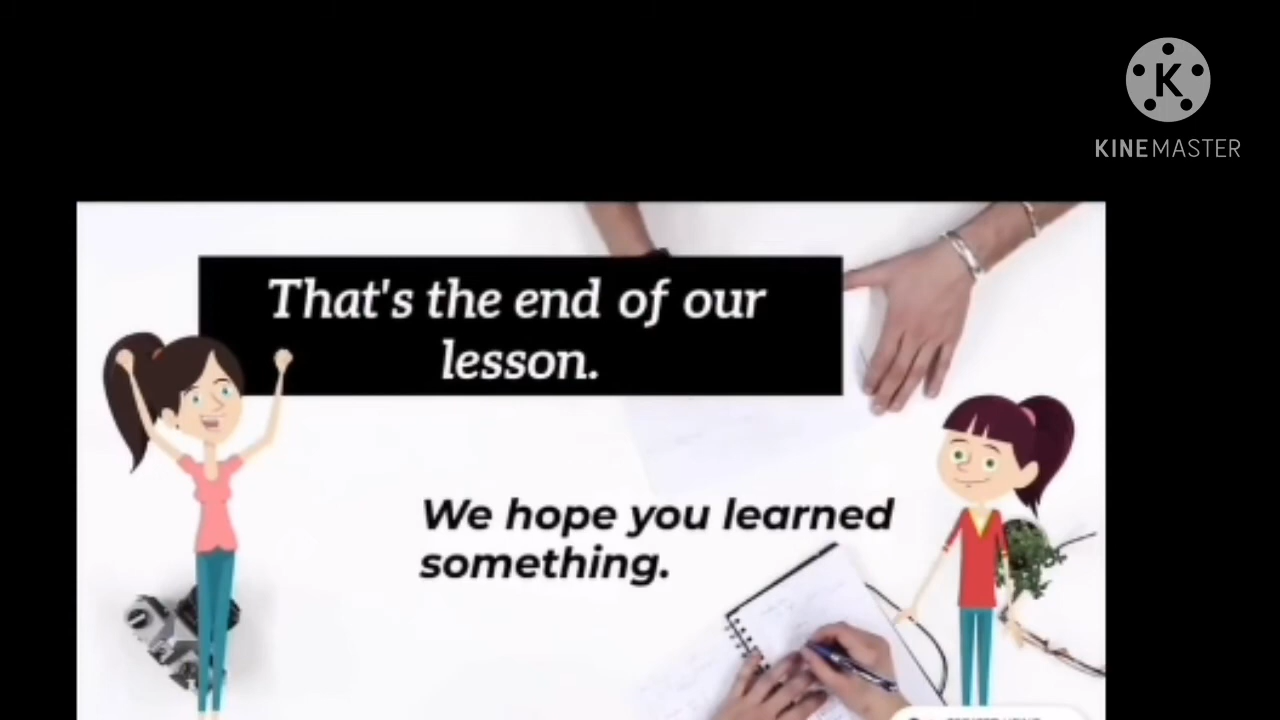 K
KINEMASTER
That's the end of our
lesson.
We hope you learned
something.